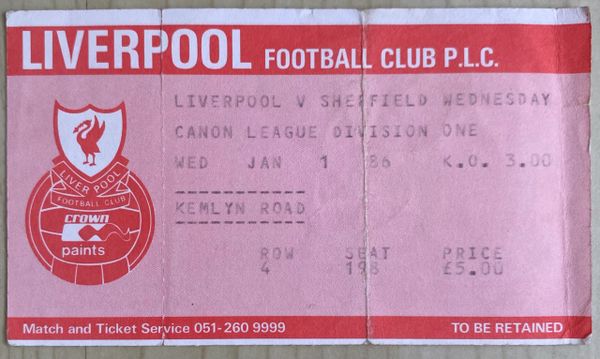 LIVERPOOL FOOTBALL CLUB P.L.C.
LIVERPOOL V SHEFFIELD WEDNESDAY
CANON LEAGUE DIVISION ONE
WED JAN 1 86 K.O. 3.00
KEMLYN ROAD
ROW SEAT PRICE
4 198 £5.00
LIVERPOOL
FOOTBALL CLUB
crown
paints
Match and Ticket Service 051-260 9999 TO BE RETAINED